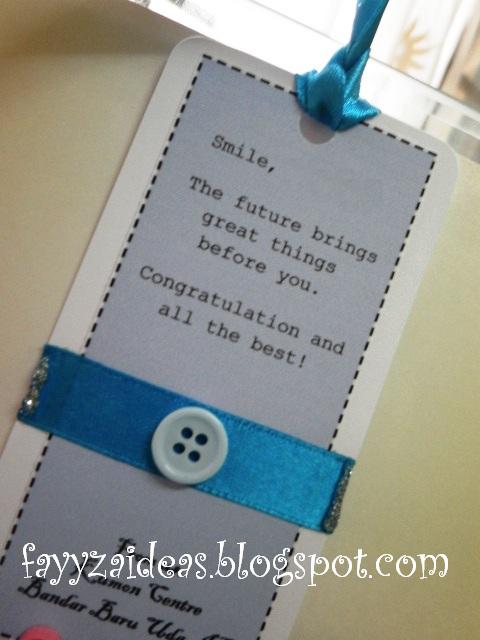 Smile,
The future brings
great things
before you.
Congratulation and
all the best!
fayyzaideas.blogspot.com
Centre
Bandar Baru Uda,